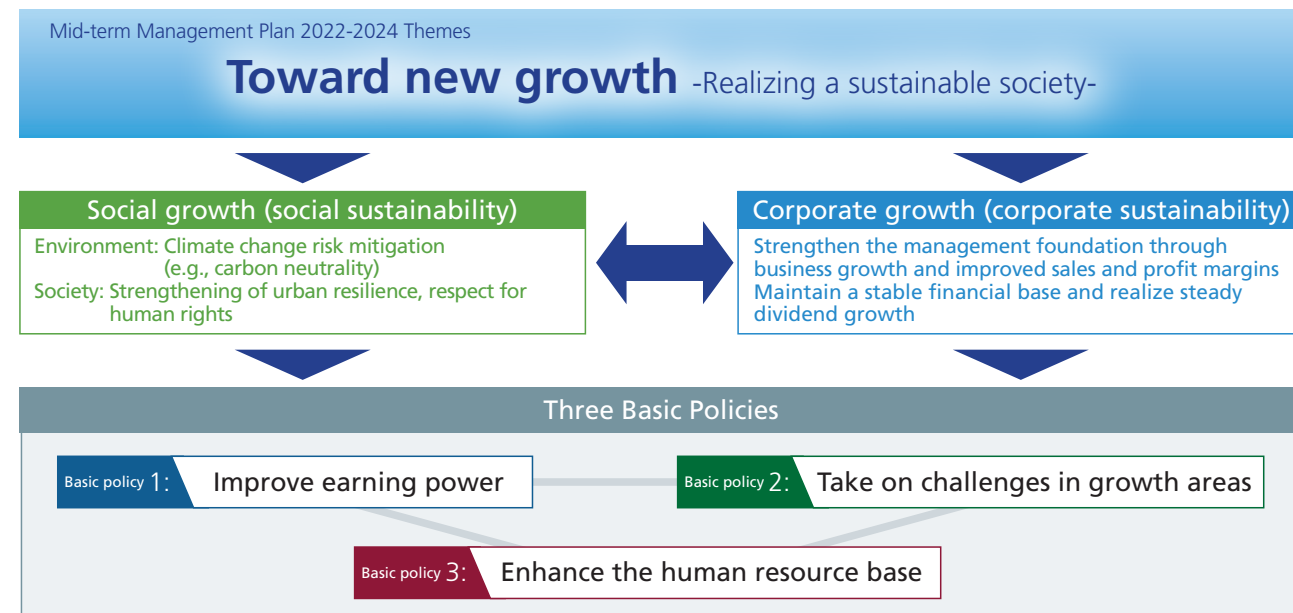 Mid-term Management Plan 2022-2024 Themes
Toward new growth -Realizing a sustainable society-
Social growth (social sustainability)
Environment: Climate change risk mitigation
(e.g., carbon neutrality)
Society: Strengthening of urban resilience, respect for
human rights
Corporate growth (corporate sustainability)
Strengthen the management foundation through
business growth and improved sales and profit margins
Maintain a stable financial base and realize steady
dividend growth
Three Basic Policies
Basic policy 1: Improve earning power
Basic policy 2: Take on challenges in growth areas
Basic policy 3: Enhance the human resource base